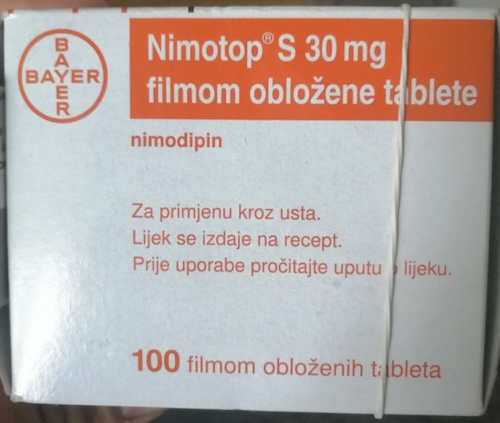 BAYER
BAYER
Nimotop® S 30 mg
filmom obložene tablete
nimodipin
Za primjenu kroz usta.
Lijek se izdaje na recept.
Prije uporabe pročitajte uputu o lijeku.
100 filmom obloženih tableta